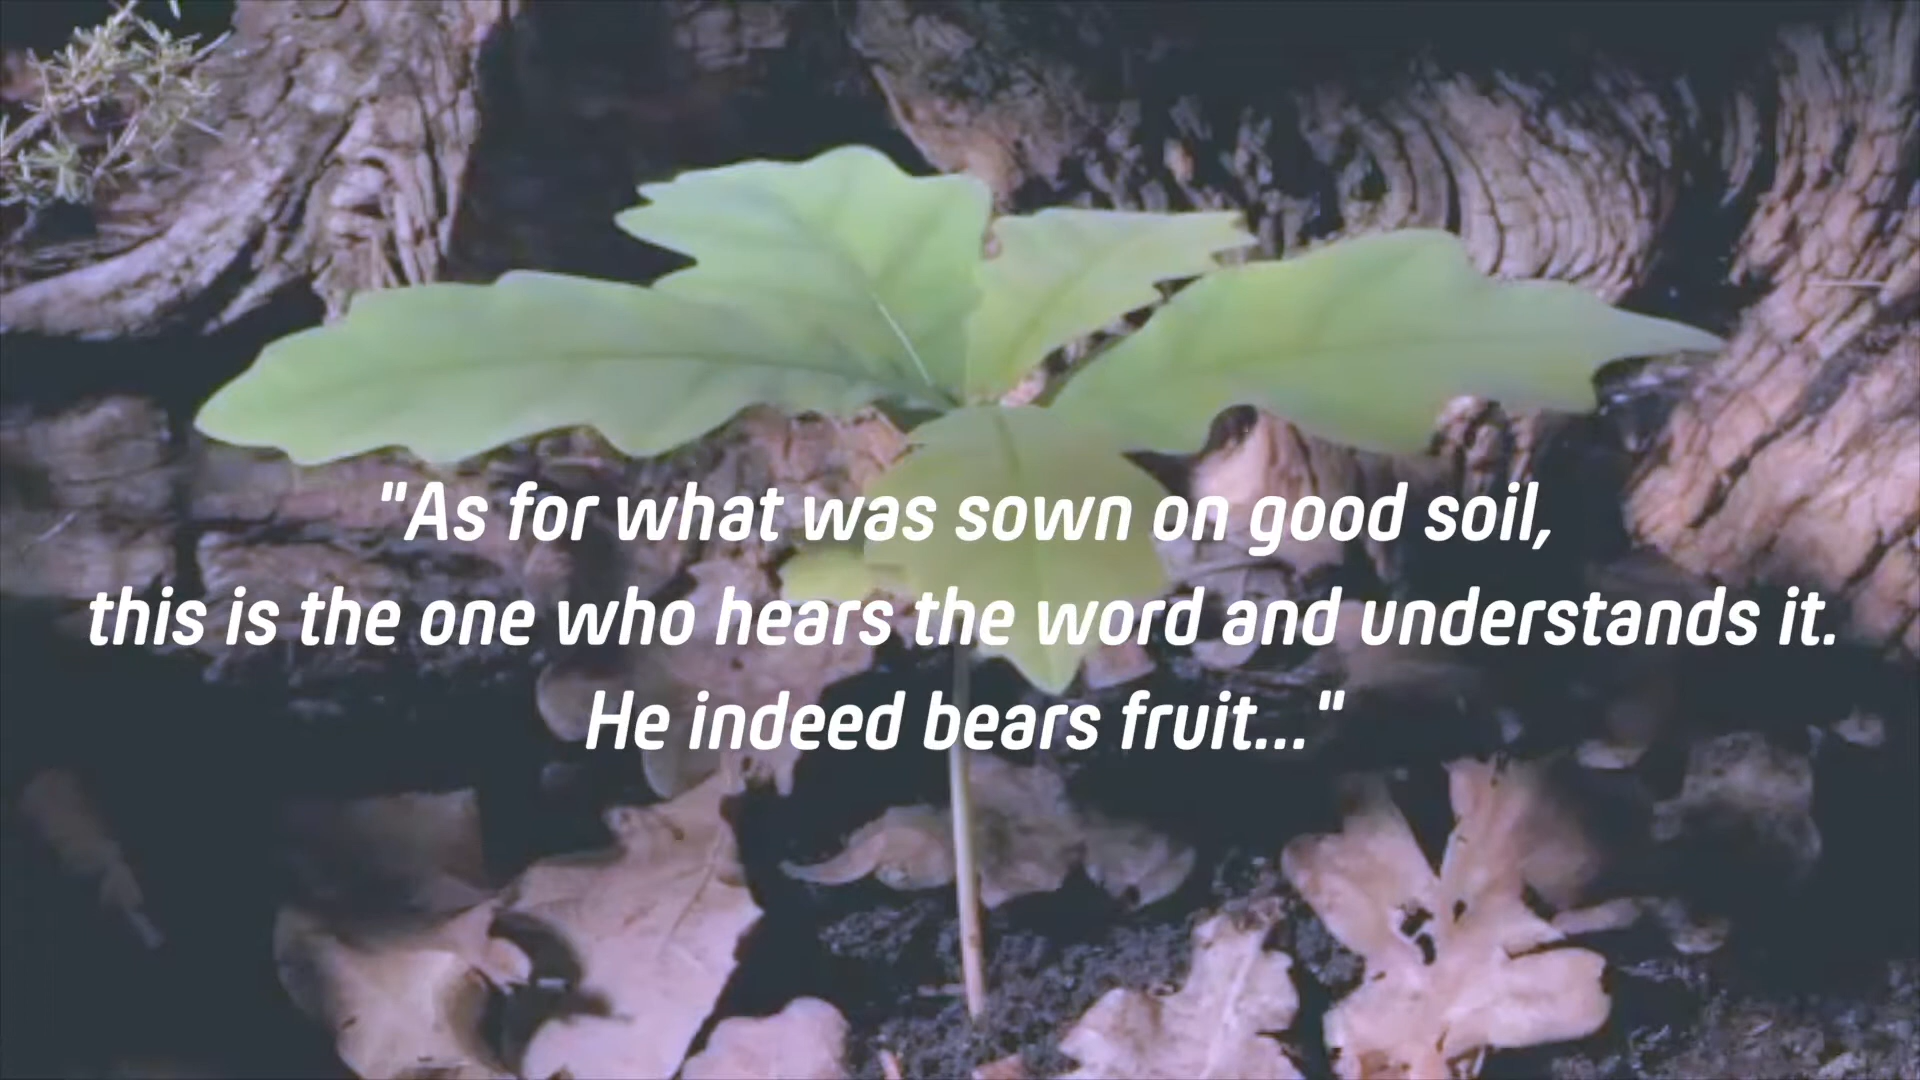 "As for what was sown on good soil,
this is the one who hears the word and understands it.
He indeed bears fruit..."